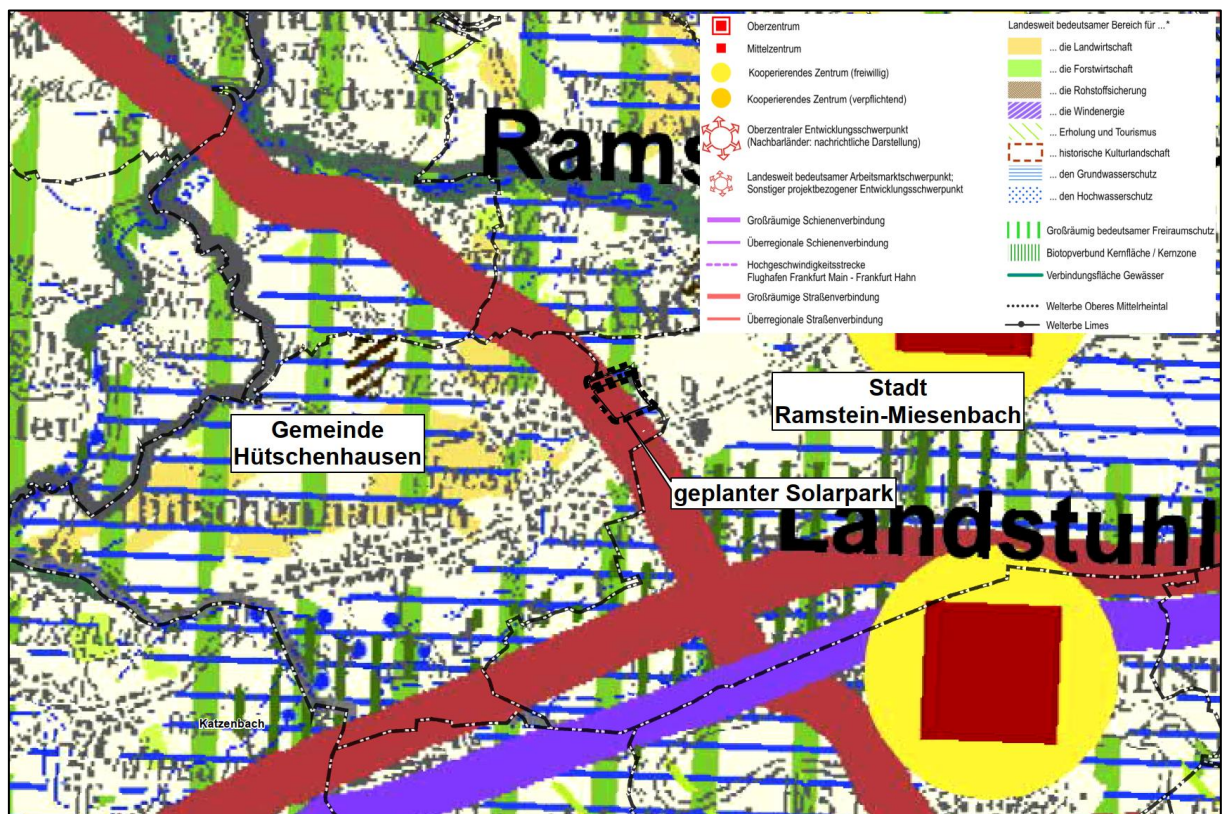 Oberzentrum
Mittelzentrum
Kooperierendes Zentrum (freiwillig)
Kooperierendes Zentrum (verpflichtend)
Oberzentraler Entwicklungsschwerpunkt
(Nachbarländer: nachrichtliche Darstellung)
Landesweit bedeutsamer Arbeitsmarktschwerpunkt;
Sonstiger projektbezogener Entwicklungsschwerpunkt
Großräumige Schienenverbindung
Überregionale Schienenverbindung
Hochgeschwindigkeitsstrecke
Flughafen Frankfurt Main - Frankfurt Hahn
Großräumige Straßenverbindung
Überregionale Straßenverbindung
Landesweit bedeutsamer Bereich für ...*
... die Landwirtschaft
... die Forstwirtschaft
... die Rohstoffsicherung
... die Windenergie
... Erholung und Tourismus
... historische Kulturlandschaft
... den Grundwasserschutz
... den Hochwasserschutz
Großräumig bedeutsamer Freiraumschutz
Biotopverbund Kernfläche / Kernzone
Verbindungsfläche Gewässer
Welterbe Oberes Mittelrheintal
Welterbe Limes
Rams
Stadt
Ramstein-Miesenbach
Gemeinde
Hütschenhausen
geplanter Solarpark
Landstuhl
Katzenbach